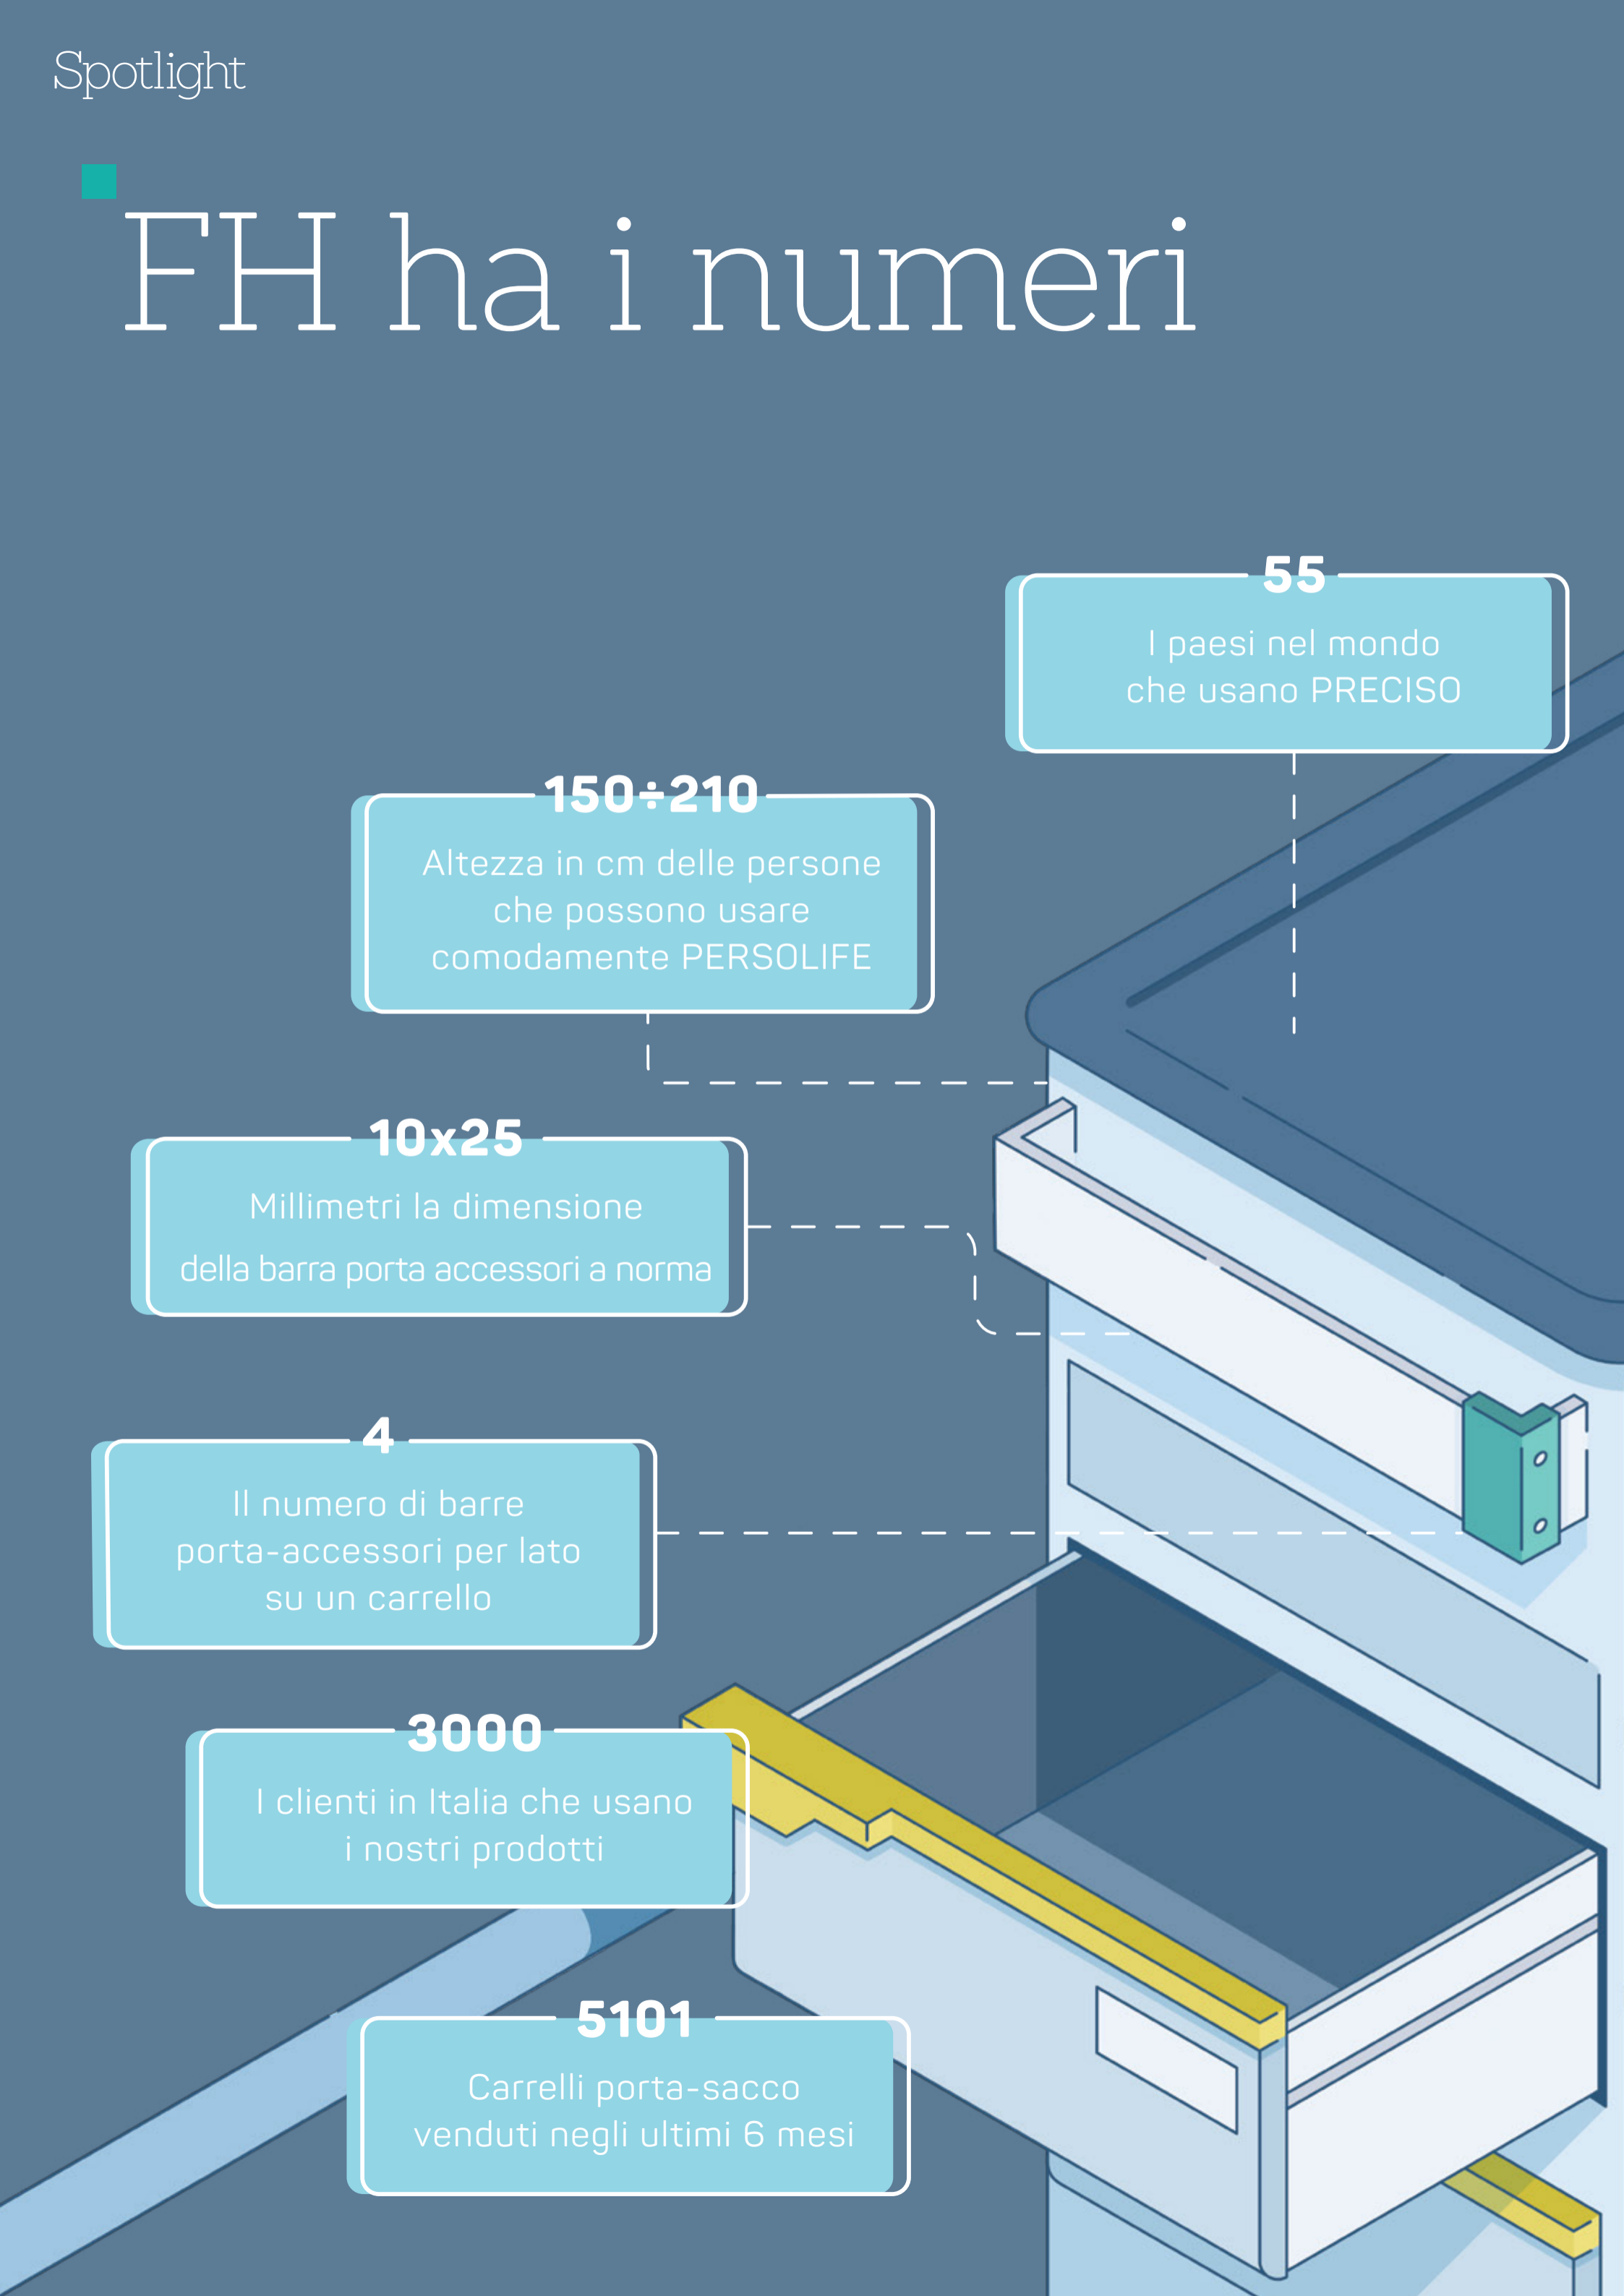 Spotlight
FH ha i numeri
55
I paesi nel mondo
che usano PRECISO
150÷210
Altezza in cm delle persone
che possono usare
comodamente PERSOLIFE
10x25
Millimetri la dimensione
della barra porta accessori a norma
4
Il numero di barre
porta-accessori per lato
su un carrello
3000
I clienti in Italia che usano
i nostri prodotti
5101
Carrelli porta-sacco
venduti negli ultimi 6 mesi